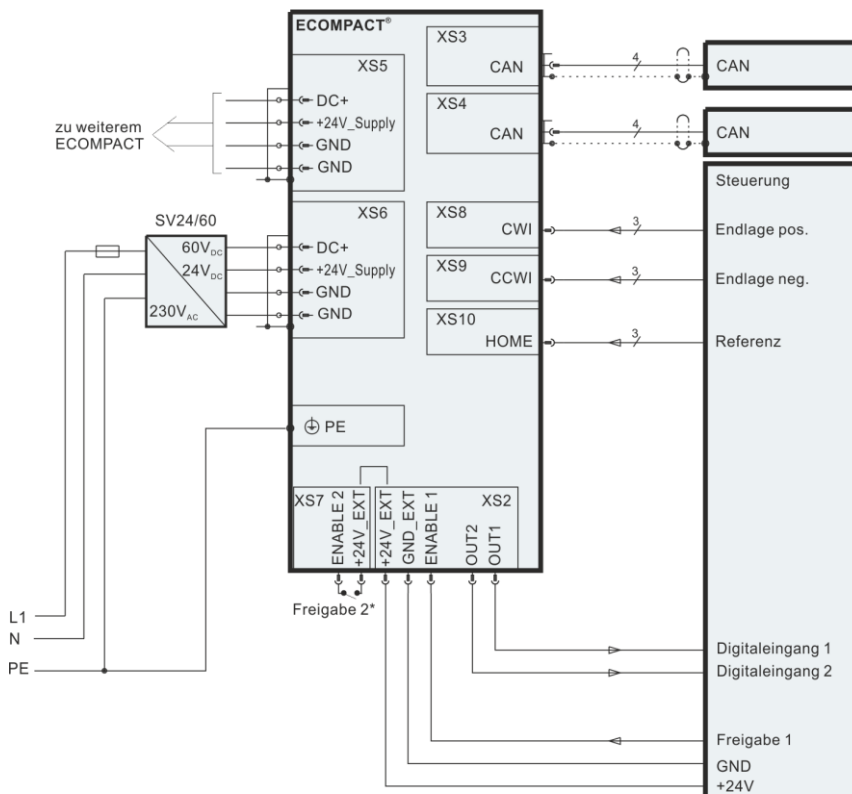 ECOMPACT®
XS5
DC+
+24V_Supply
GND
GND
zu weiterem
ECOMPACT
XS6
DC+
+24V_Supply
GND
GND
SV24/60
60VDC
24VDC
230VAC
PE
XS3
CAN
XS4
CAN
XS8
CWI
XS9
CCWI
XS10
HOME
4
4
3
3
3
CAN
CAN
Steuerung
Endlage pos.
Endlage neg.
Referenz
XS7
ENABLE 2
+24V_EXT
XS2
+24V_EXT
GND_EXT
ENABLE 1
OUT2
OUT1
Freigabe 2*
L1
N
PE
Digitaleingang 1
Digitaleingang 2
Freigabe 1
GND
+24V